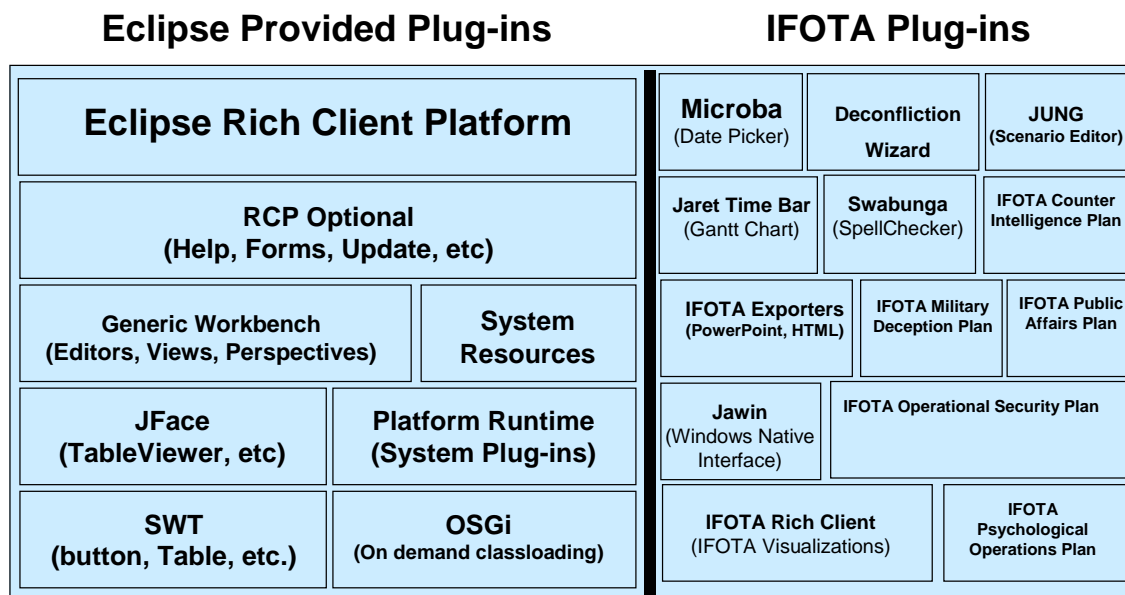 Eclipse Provided Plug-ins
IFOTA Plug-ins
Eclipse Rich Client Platform
RCP Optional
(Help, Forms, Update, etc)
Generic Workbench
(Editors, Views, Perspectives)
System
Resources
JFace
(TableViewer, etc)
Platform Runtime
(System Plug-ins)
SWT
(button, Table, etc.)
OSGi
(On demand classloading)
Microba
(Date Picker)
Deconfliction
Wizard
JUNG
(Scenario Editor)
Jaret Time Bar
(Gantt Chart)
Swabunga
(SpellChecker)
IFOTA Counter
Intelligence Plan
IFOTA Exporters
(PowerPoint, HTML)
IFOTA Military
Deception Plan
IFOTA Public
Affairs Plan
Jawin
(Windows Native
Interface)
IFOTA Operational Security Plan
IFOTA Rich Client
(IFOTA Visualizations)
IFOTA
Psychological
Operations Plan